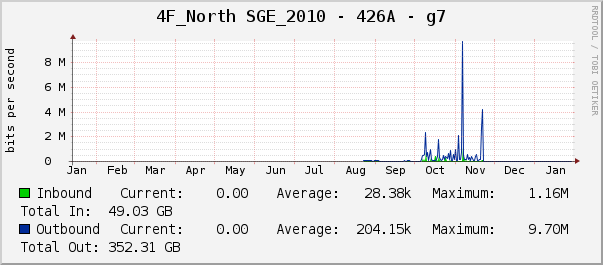 4F_North SGE_2010 - 426A - g7
RRDTOOL / TOBI OETIKER
bits per second
8 M
6 M
4 M
2 M
0
Jan Feb Mar Apr May Jun Jul Aug Sep Oct Nov Dec Jan
Inbound Current: 0.00 Average: 28.38k Maximum: 1.16M
Total In: 49.03 GB
Outbound Current: 0.00 Average: 204.15k Maximum: 9.70M
Total Out: 352.31 GB